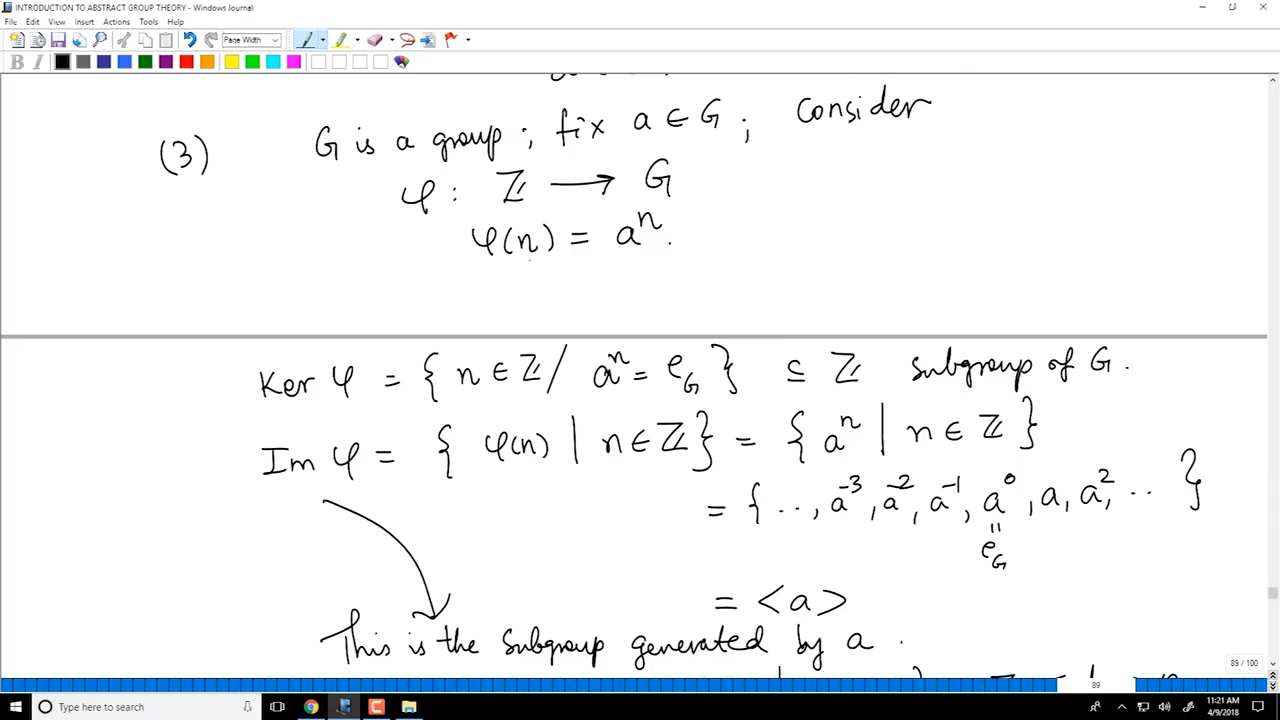 INTRODUCTION TO ABSTRACT GROUP THEORY - Windows Journal
File Edit View Insert Actions Tools Help
Page Width
B I
(3) G is a group ; fix a ∈ G ; Consider
φ : ℤ ⟶ G
φ(n) = aⁿ.
Ker φ = { n ∈ ℤ / aⁿ = e_G } ⊆ ℤ subgroup of G .
Im φ = { φ(n) | n ∈ ℤ } = { aⁿ | n ∈ ℤ }
= { .., a⁻³, a⁻², a⁻¹, a⁰, a, a², .. }
=
e_G
= <a>
This is the subgroup generated by a .
89 / 100
89
Type here to search
11:21 AM
4/9/2018